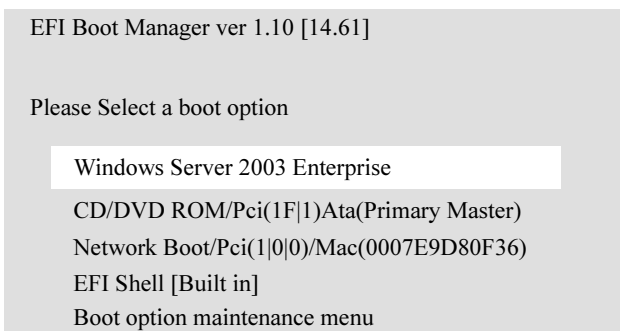 EFI Boot Manager ver 1.10 [14.61]
Please Select a boot option
Windows Server 2003 Enterprise
CD/DVD ROM/Pci(1F|1)Ata(Primary Master)
Network Boot/Pci(1|0|0)/Mac(0007E9D80F36)
EFI Shell [Built in]
Boot option maintenance menu